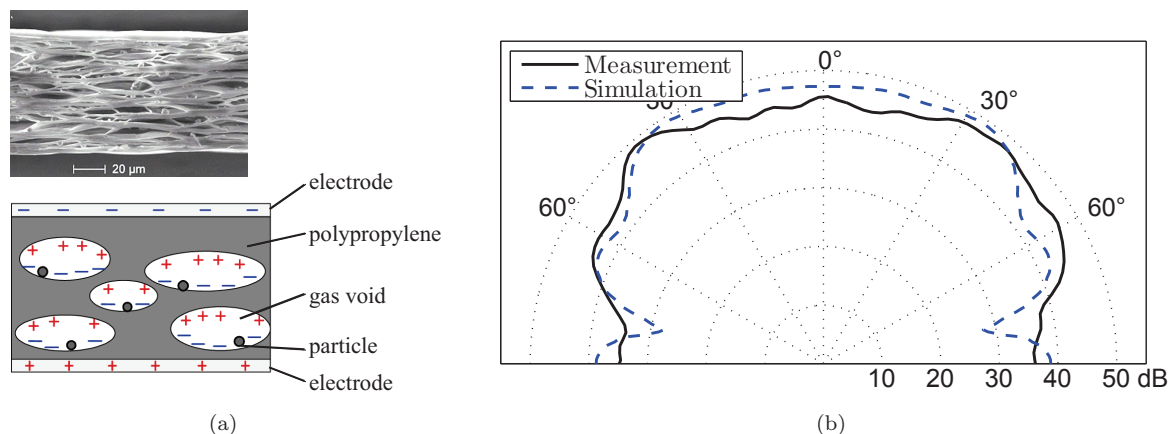 20 μm
electrode
polypropylene
gas void
particle
electrode
(a)
Measurement
Simulation
0°
30°
30°
60°
60°
10 20 30 40 50 dB
(b)